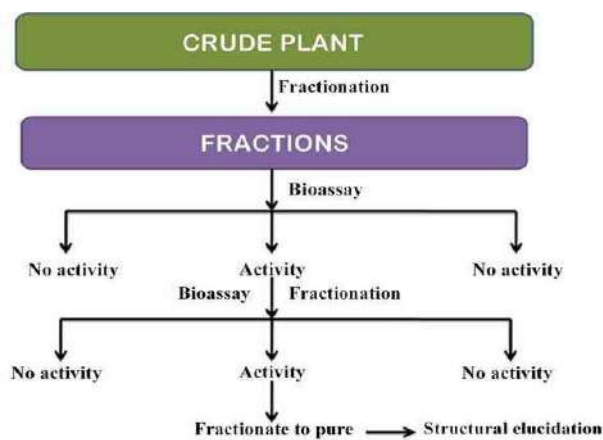 CRUDE PLANT
Fractionation
FRACTIONS
Bioassay
No activity
Activity
No activity
Bioassay
Fractionation
No activity
Activity
No activity
Fractionate to pure
Structural elucidation